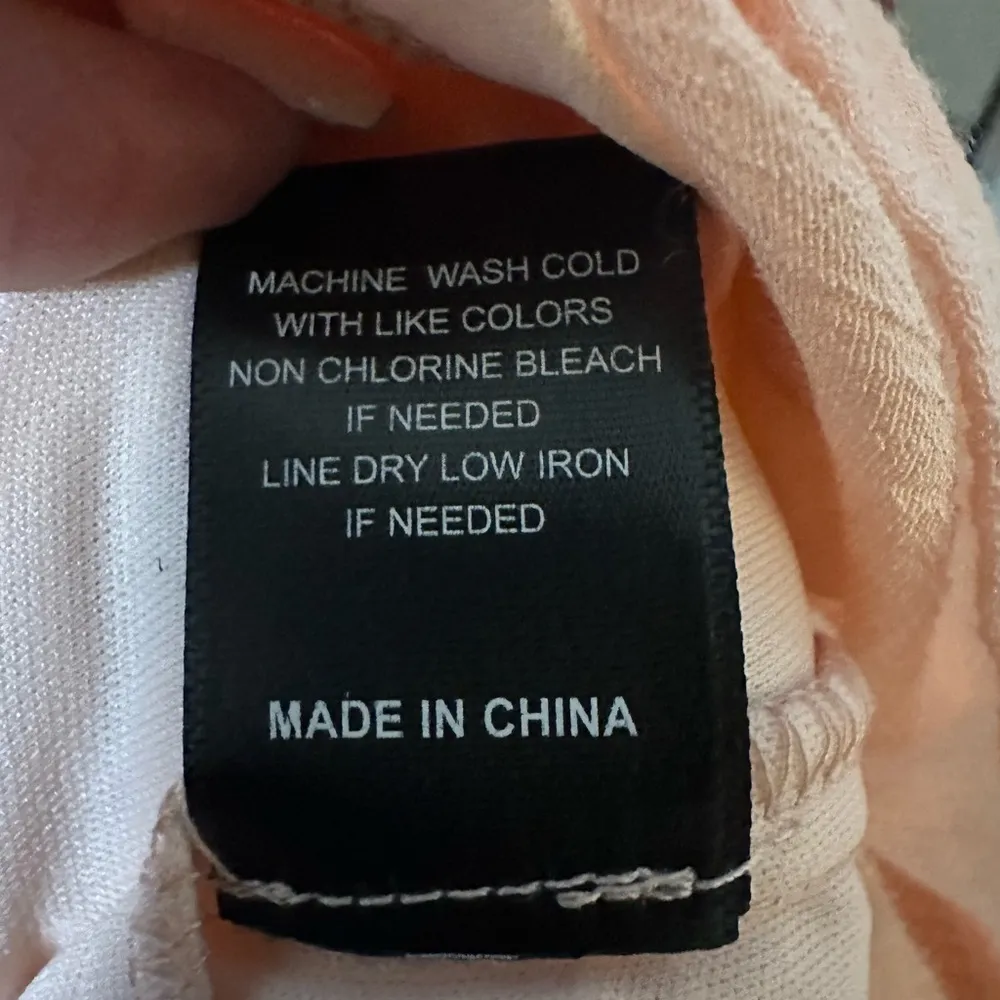 MACHINE WASH COLD
WITH LIKE COLORS
NON CHLORINE BLEACH
IF NEEDED
LINE DRY LOW IRON
IF NEEDED
MADE IN CHINA